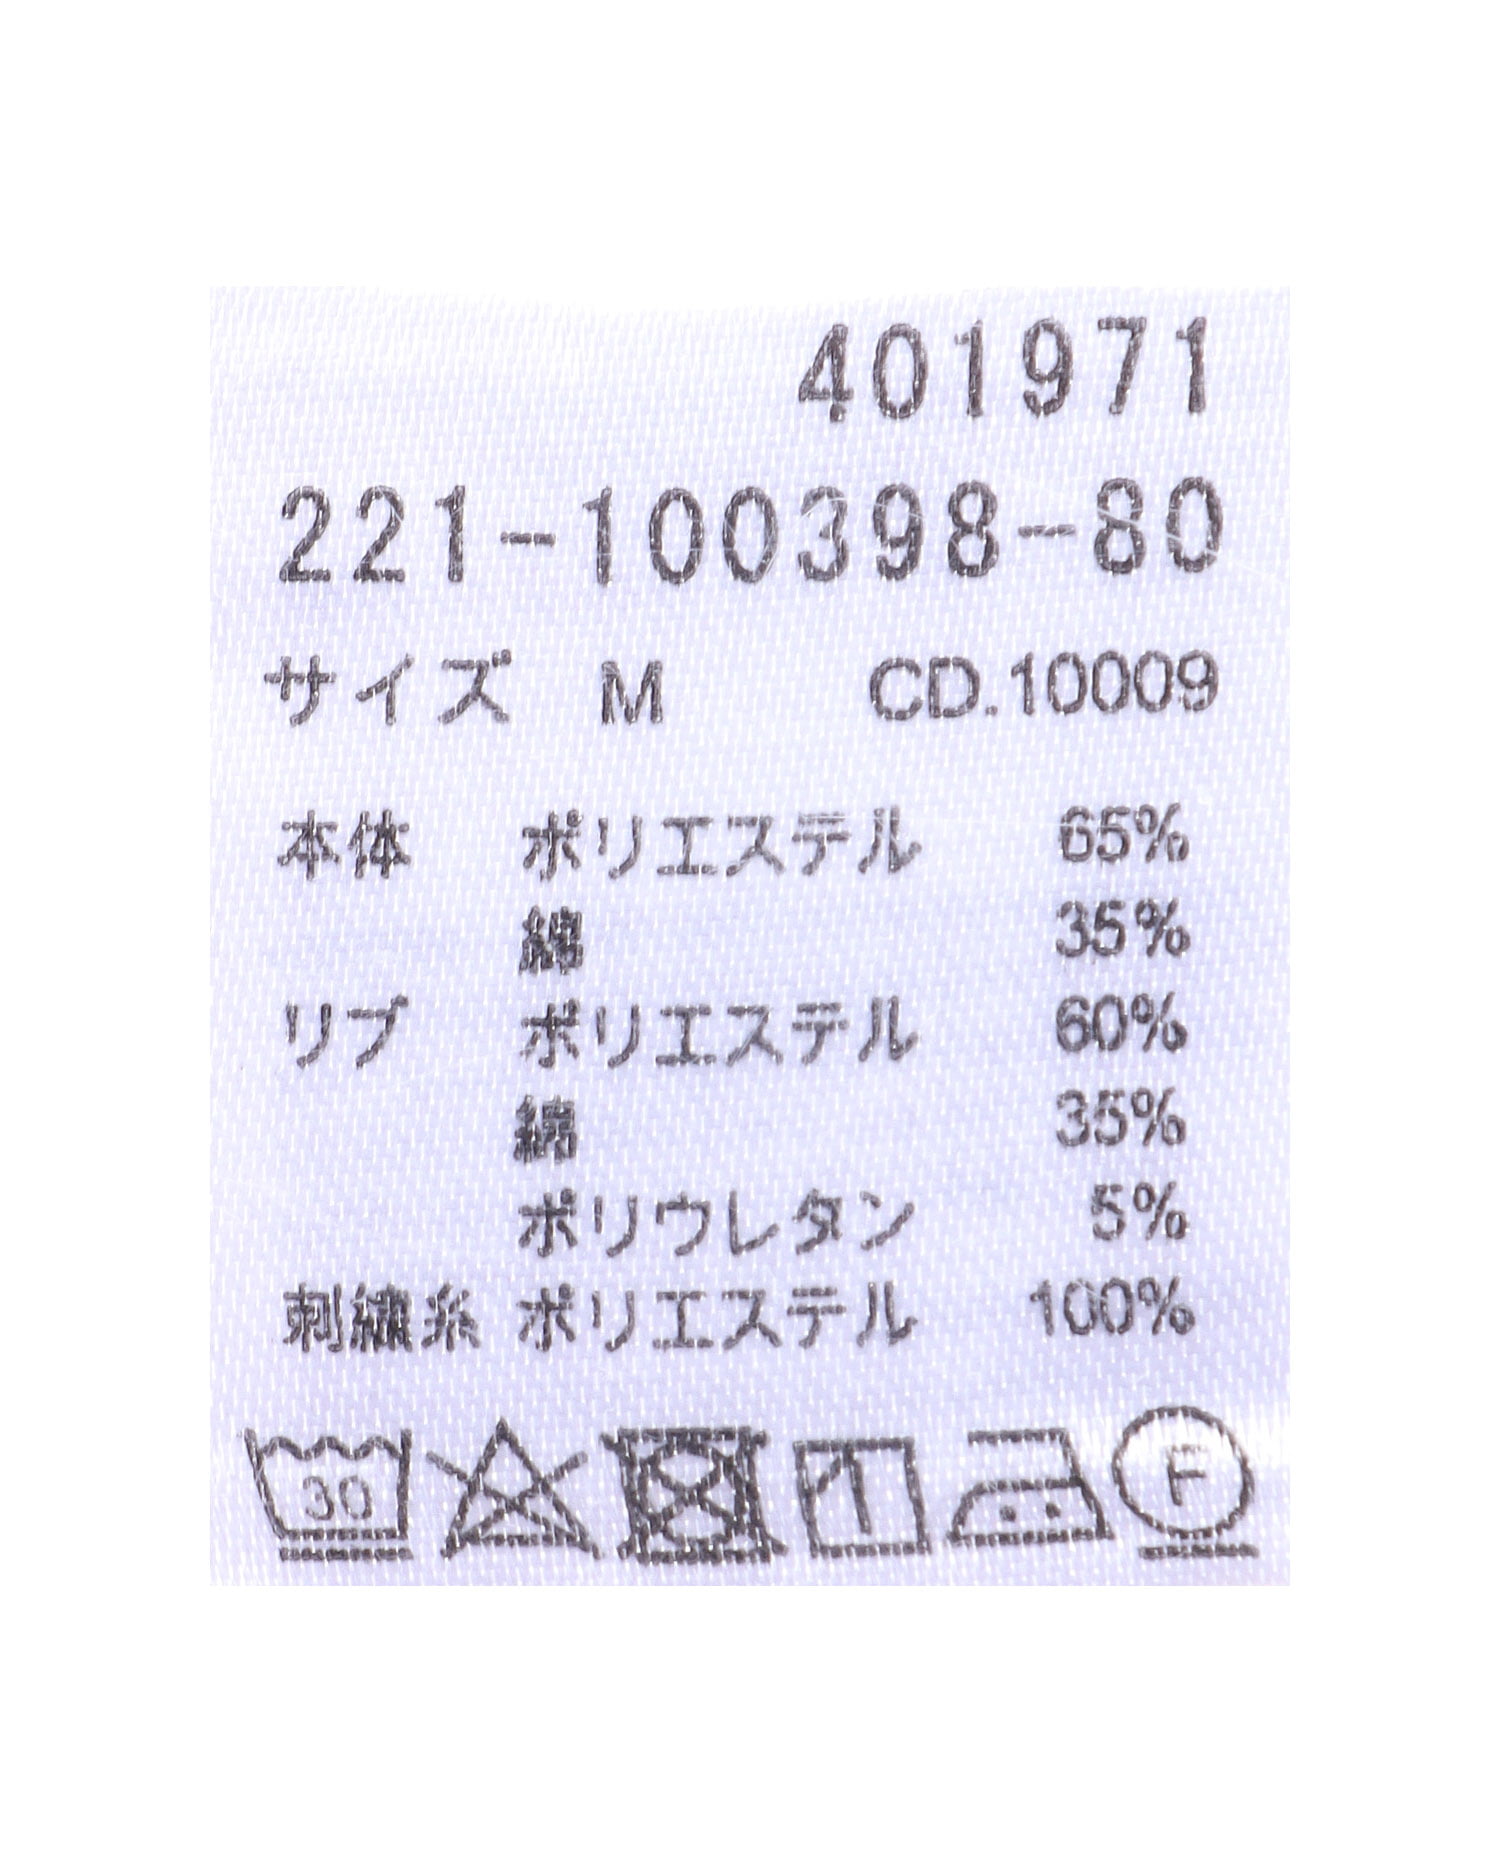 401971
221-100398-80
サイズ M CD.10009
本体 ポリエステル 65%
綿 35%
リブ ポリエステル 60%
綿 35%
ポリウレタン 5%
刺繍糸 ポリエステル 100%
30 F